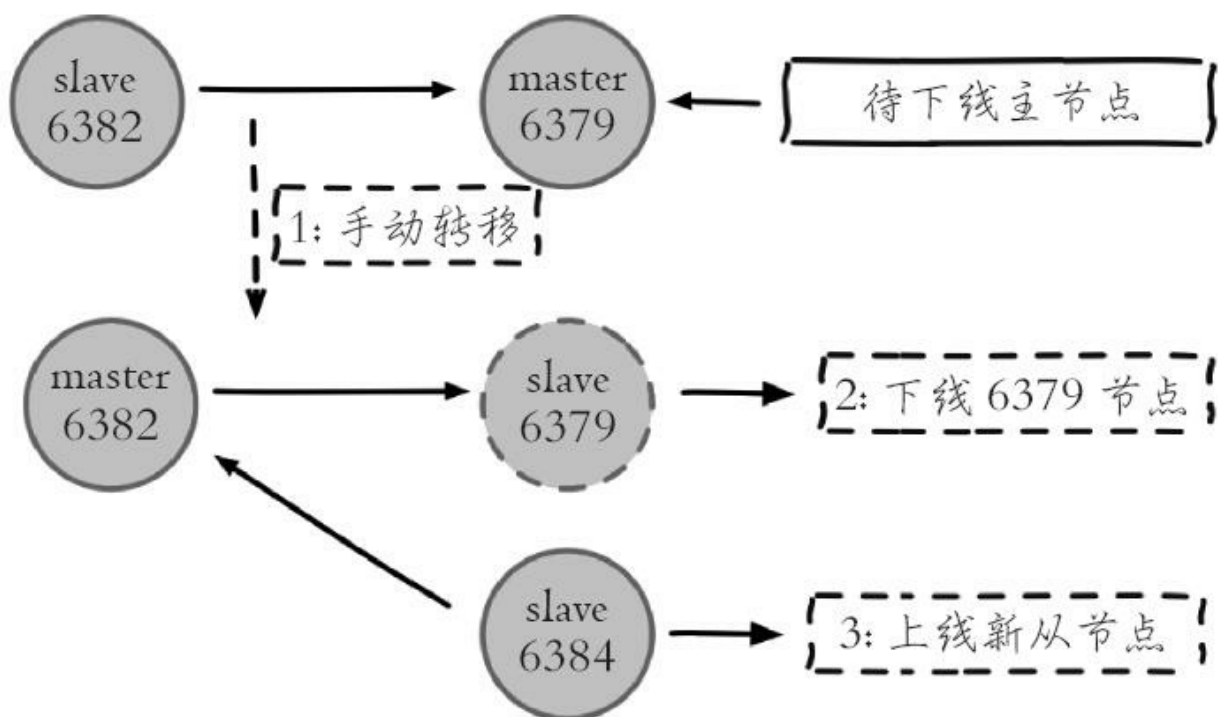 slave
6382
master
6379
待下线主节点
1: 手动转移
master
6382
slave
6379
2: 下线 6379 节点
slave
6384
3: 上线新从节点